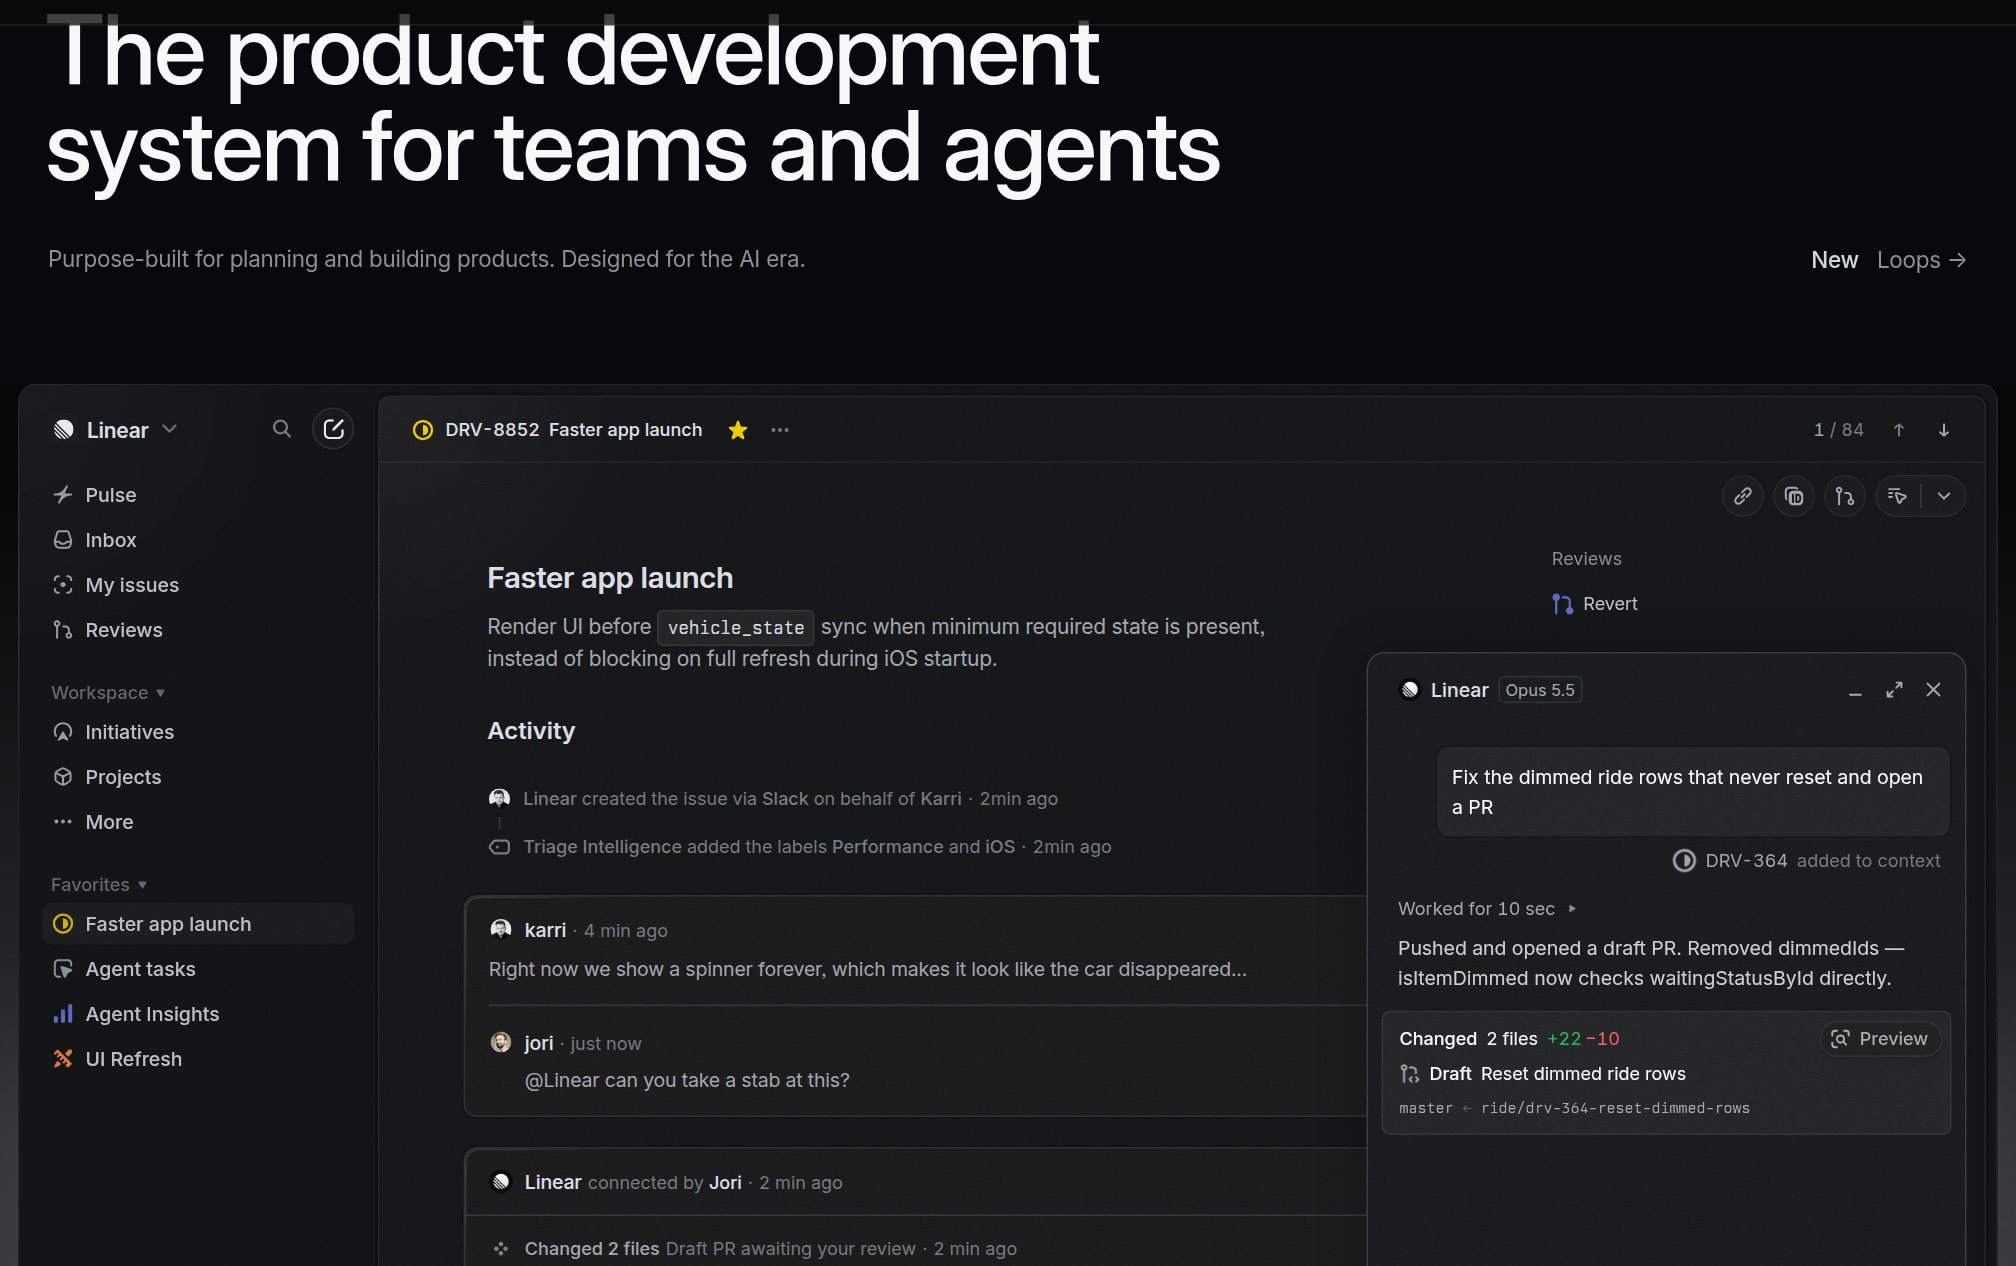 The product development
system for teams and agents
Purpose-built for planning and building products. Designed for the AI era.
New Loops →
Linear
Pulse
Inbox
My issues
Reviews
Workspace
Initiatives
Projects
More
Favorites
Faster app launch
Agent tasks
Agent Insights
UI Refresh
DRV-8852 Faster app launch
1 / 84
Faster app launch
Render UI before vehicle_state sync when minimum required state is present,
instead of blocking on full refresh during iOS startup.
Activity
Linear created the issue via Slack on behalf of Karri · 2min ago
Triage Intelligence added the labels Performance and iOS · 2min ago
karri · 4 min ago
Right now we show a spinner forever, which makes it look like the car disappeared...
jori · just now
@Linear can you take a stab at this?
Linear connected by Jori · 2 min ago
Changed 2 files Draft PR awaiting your review · 2 min ago
Reviews
Revert
Linear Opus 5.5
Fix the dimmed ride rows that never reset and open
a PR
DRV-364 added to context
Worked for 10 sec
Pushed and opened a draft PR. Removed dimmedIds —
isItemDimmed now checks waitingStatusById directly.
Changed 2 files +22 −10
Preview
Draft Reset dimmed ride rows
master ← ride/drv-364-reset-dimmed-rows